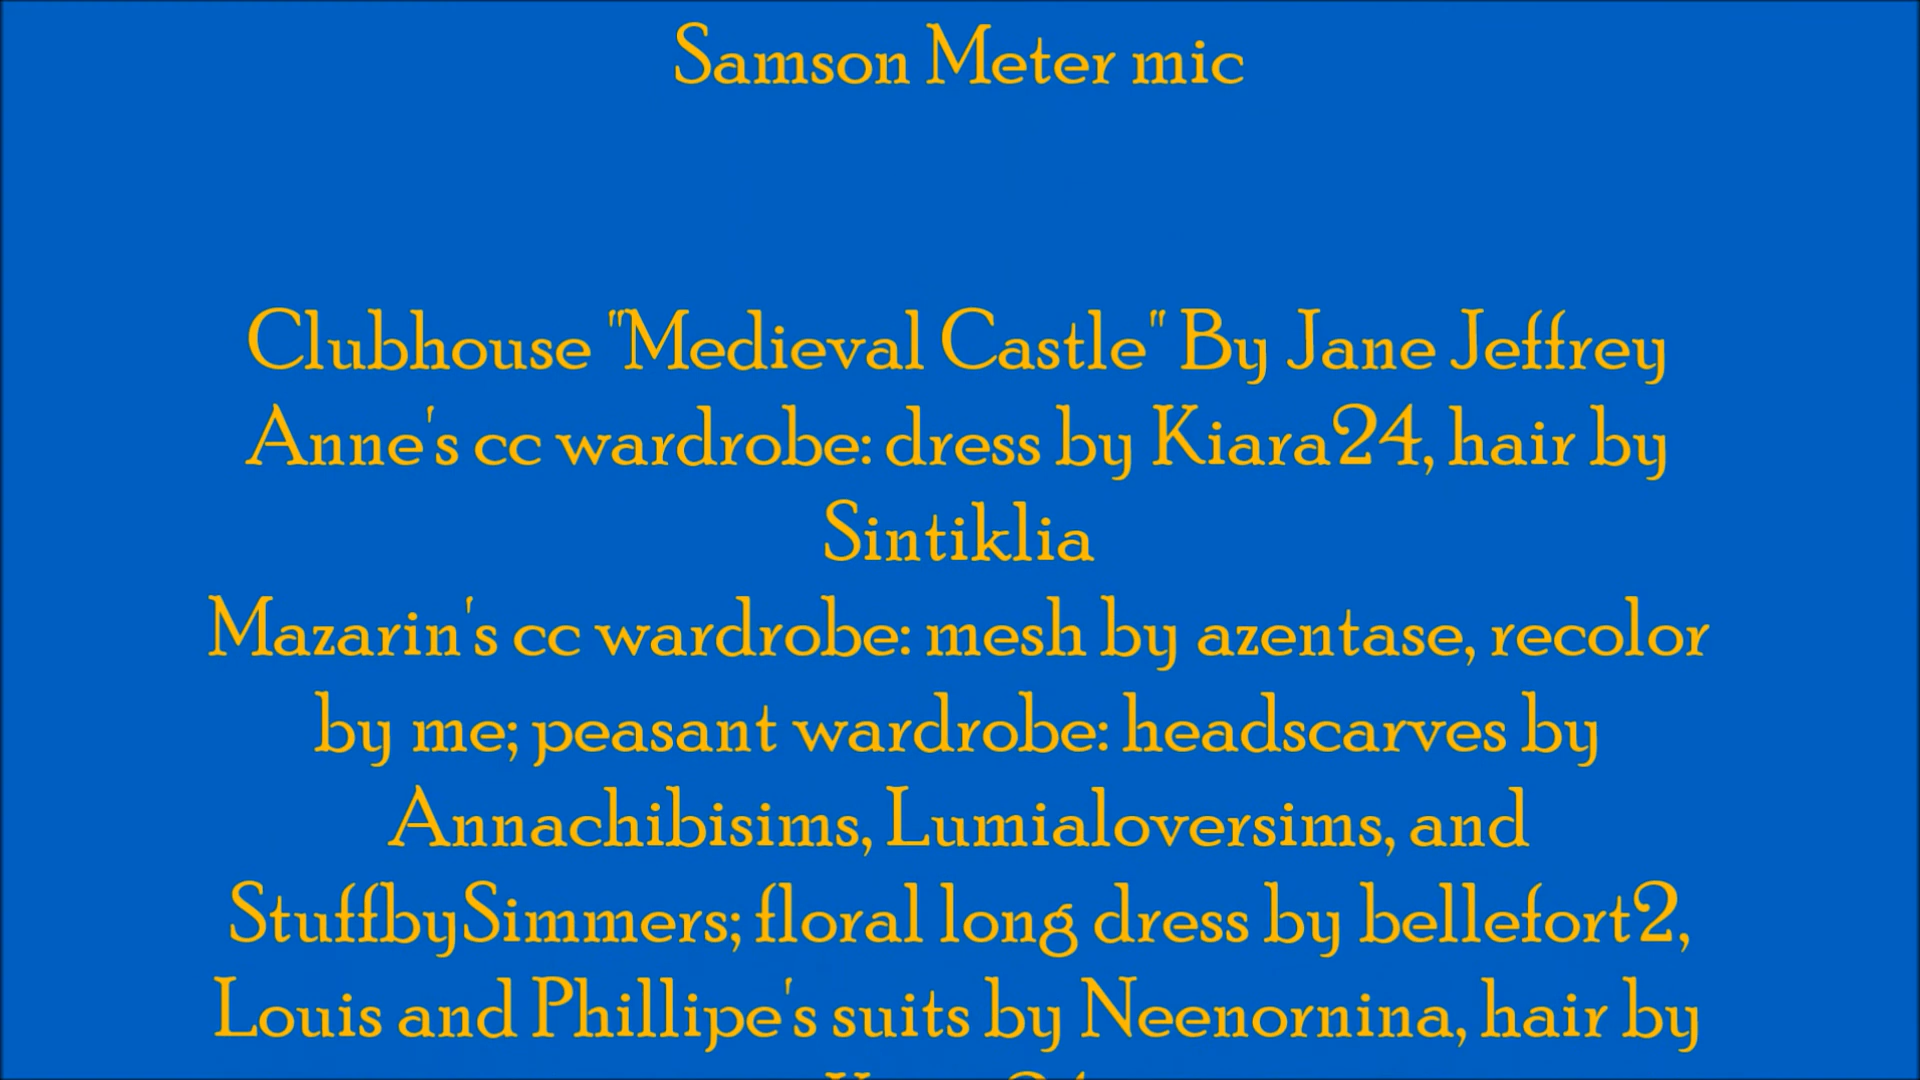 Samson Meter mic
Clubhouse "Medieval Castle" By Jane Jeffrey
Anne's cc wardrobe: dress by Kiara24, hair by
Sintiklia
Mazarin's cc wardrobe: mesh by azentase, recolor
by me; peasant wardrobe: headscarves by
Annachibisims, Lumialoversims, and
StuffbySimmers; floral long dress by bellefort2,
Louis and Phillipe's suits by Neenornina, hair by